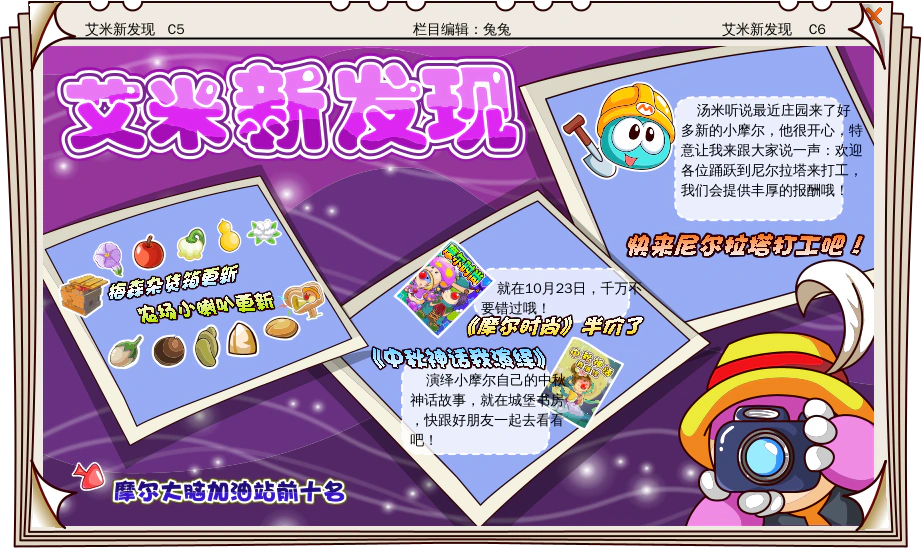 艾米新发现 C5
栏目编辑：兔兔
艾米新发现 C6
艾米新发现
汤米听说最近庄园来了好
多新的小摩尔，他很开心，特
意让我来跟大家说一声：欢迎
各位踊跃到尼尔拉塔来打工，
我们会提供丰厚的报酬哦！
快来尼尔拉塔打工吧！
梅森杂货箱更新
农场小喇叭更新
摩尔时尚
就在10月23日，千万不
要错过哦！
《摩尔时尚》半价了
《中秋神话我演绎》
中秋神话
演绎小摩尔自己的中秋
神话故事，就在城堡书房
，快跟好朋友一起去看看
吧！
摩尔大脑加油站前十名